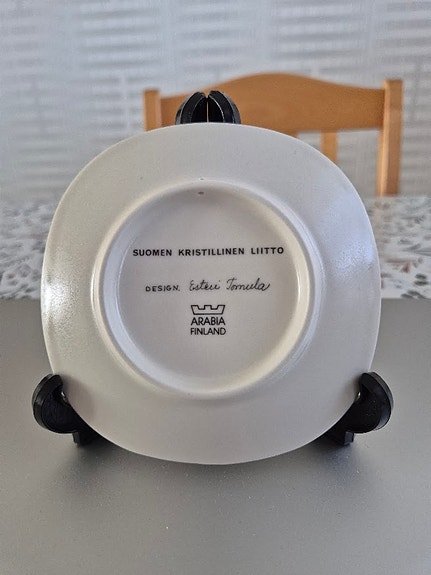 SUOMEN KRISTILLINEN LIITTO
DESIGN. Esteri Tomula
ARABIA
FINLAND